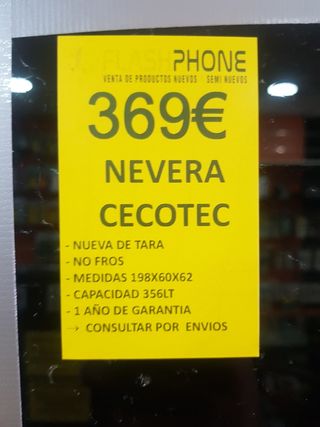 FLASHPHONE
VENTA DE PRODUCTOS NUEVOS SEMI NUEVOS
369€
NEVERA
CECOTEC
- NUEVA DE TARA
- NO FROS
- MEDIDAS 198X60X62
- CAPACIDAD 356LT
- 1 AÑO DE GARANTIA
→ CONSULTAR POR ENVIOS